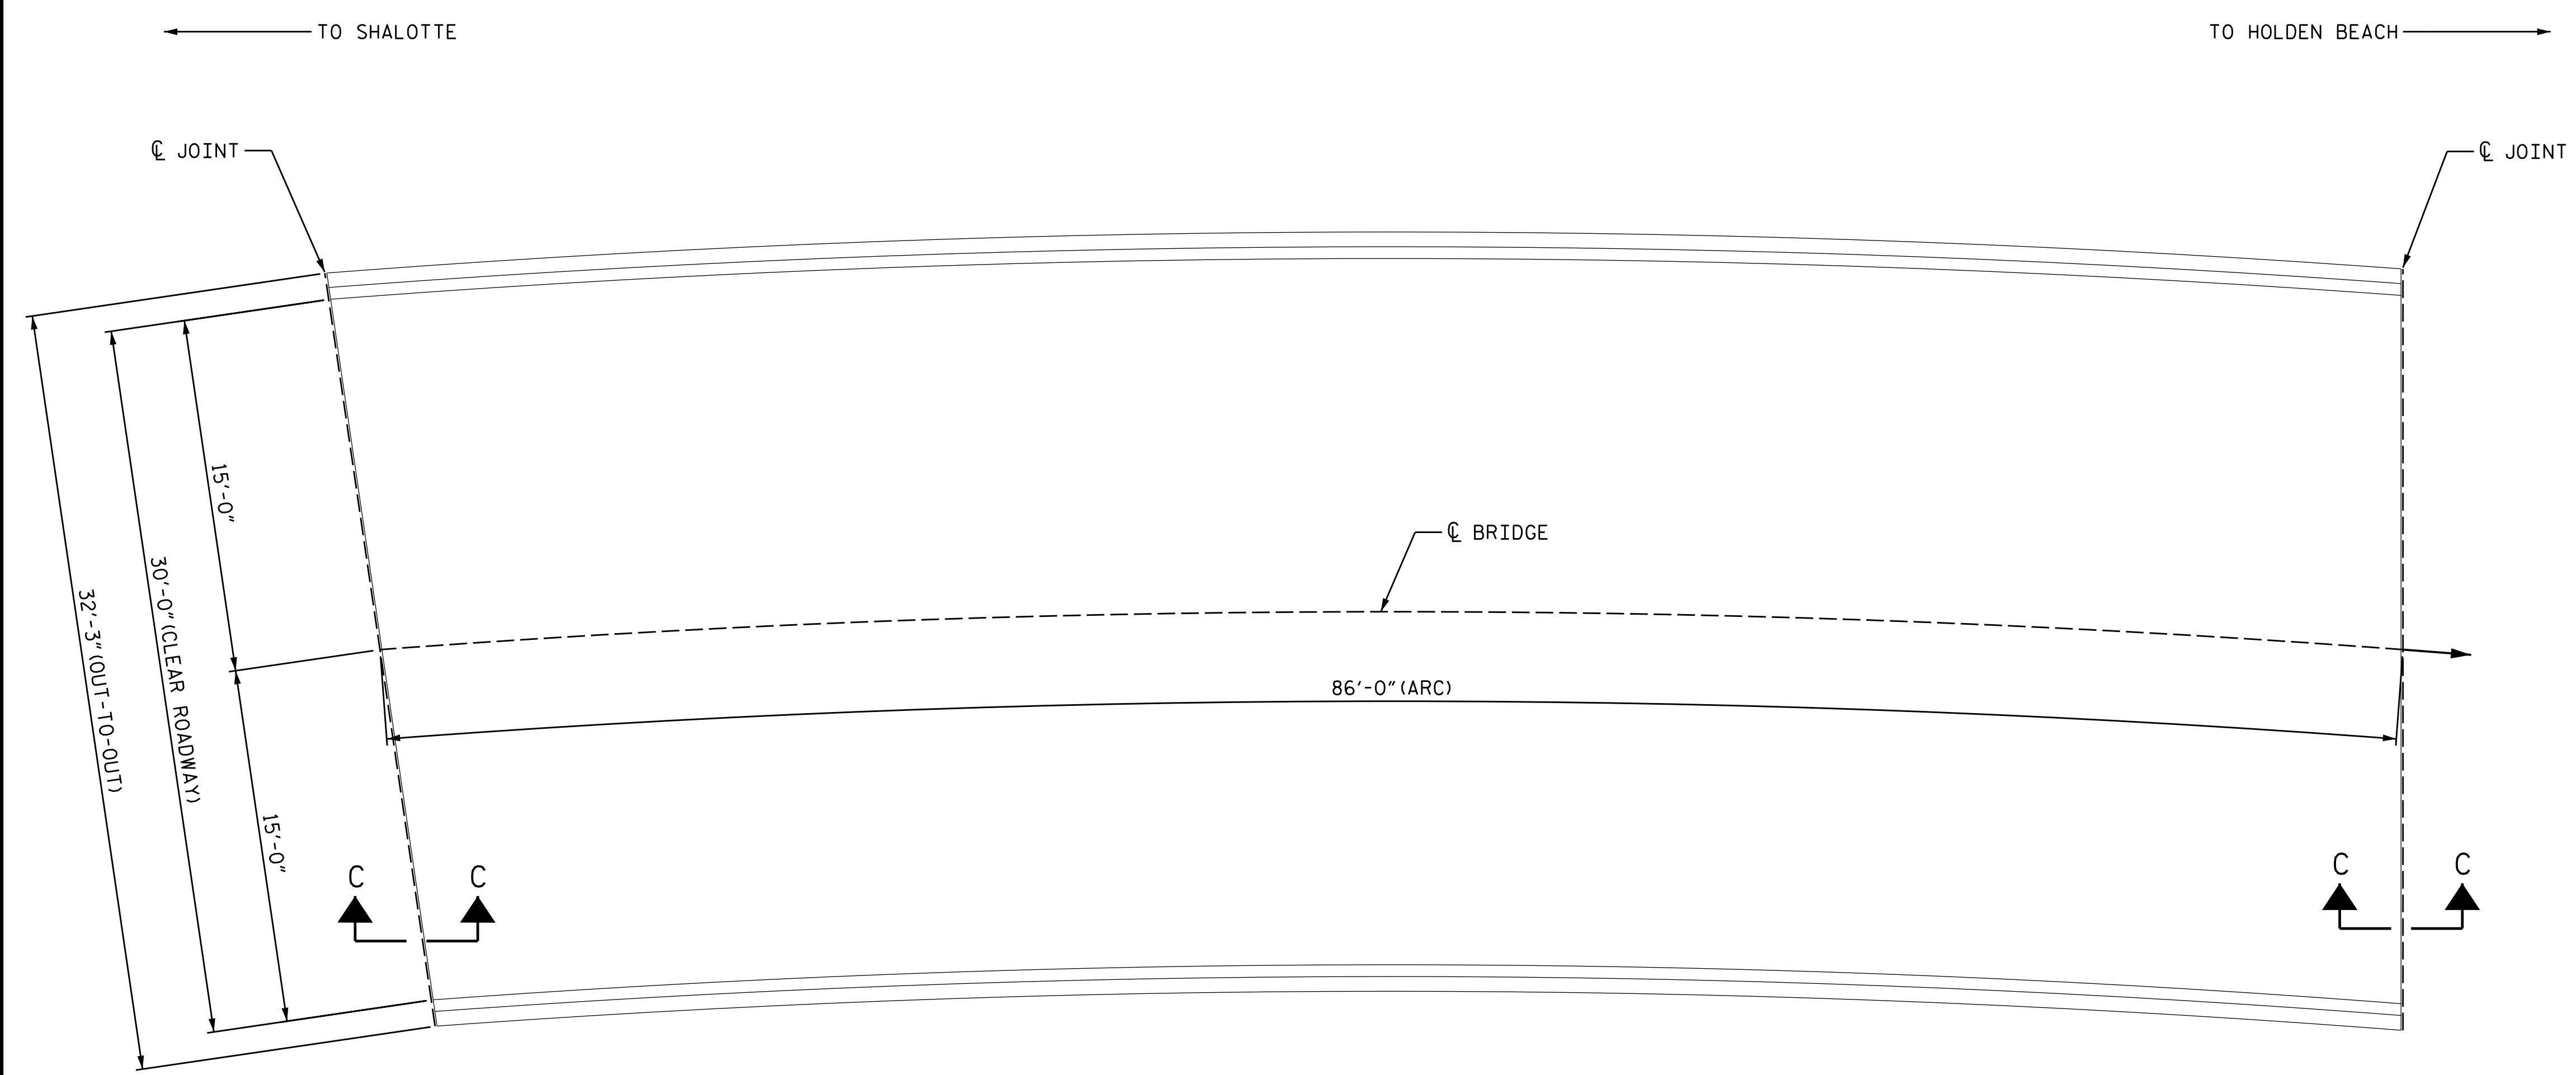 TO SHALOTTE
TO HOLDEN BEACH
℄ JOINT
℄ JOINT
15'-0"
℄ BRIDGE
30'-0" (CLEAR ROADWAY)
32'-3" (OUT-TO-OUT)
86'-0" (ARC)
15'-0"
C C
C C